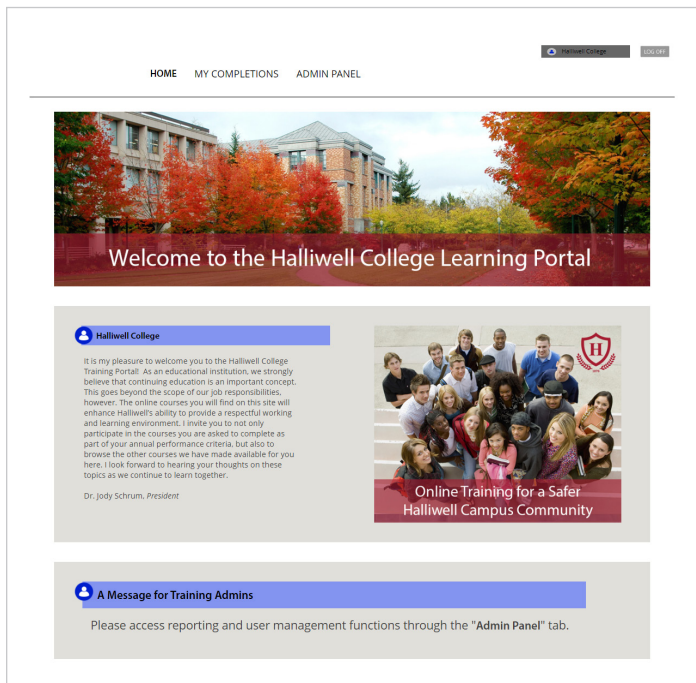 Halliwell College
LOG OFF
HOME MY COMPLETIONS ADMIN PANEL
Welcome to the Halliwell College Learning Portal
Halliwell College
It is my pleasure to welcome you to the Halliwell College
Training Portal! As an educational institution, we strongly
believe that continuing education is an important concept.
This goes beyond the scope of our job responsibilities,
however. The online courses you will find on this site will
enhance Halliwell's ability to provide a respectful working
and learning environment. I invite you to not only
participate in the courses you are asked to complete as
part of your annual performance criteria, but also to
browse the other courses we have made available for you
here. I look forward to hearing your thoughts on these
topics as we continue to learn together.
Dr. Jody Schrum, President
H
Online Training for a Safer
Halliwell Campus Community
A Message for Training Admins
Please access reporting and user management functions through the "Admin Panel" tab.